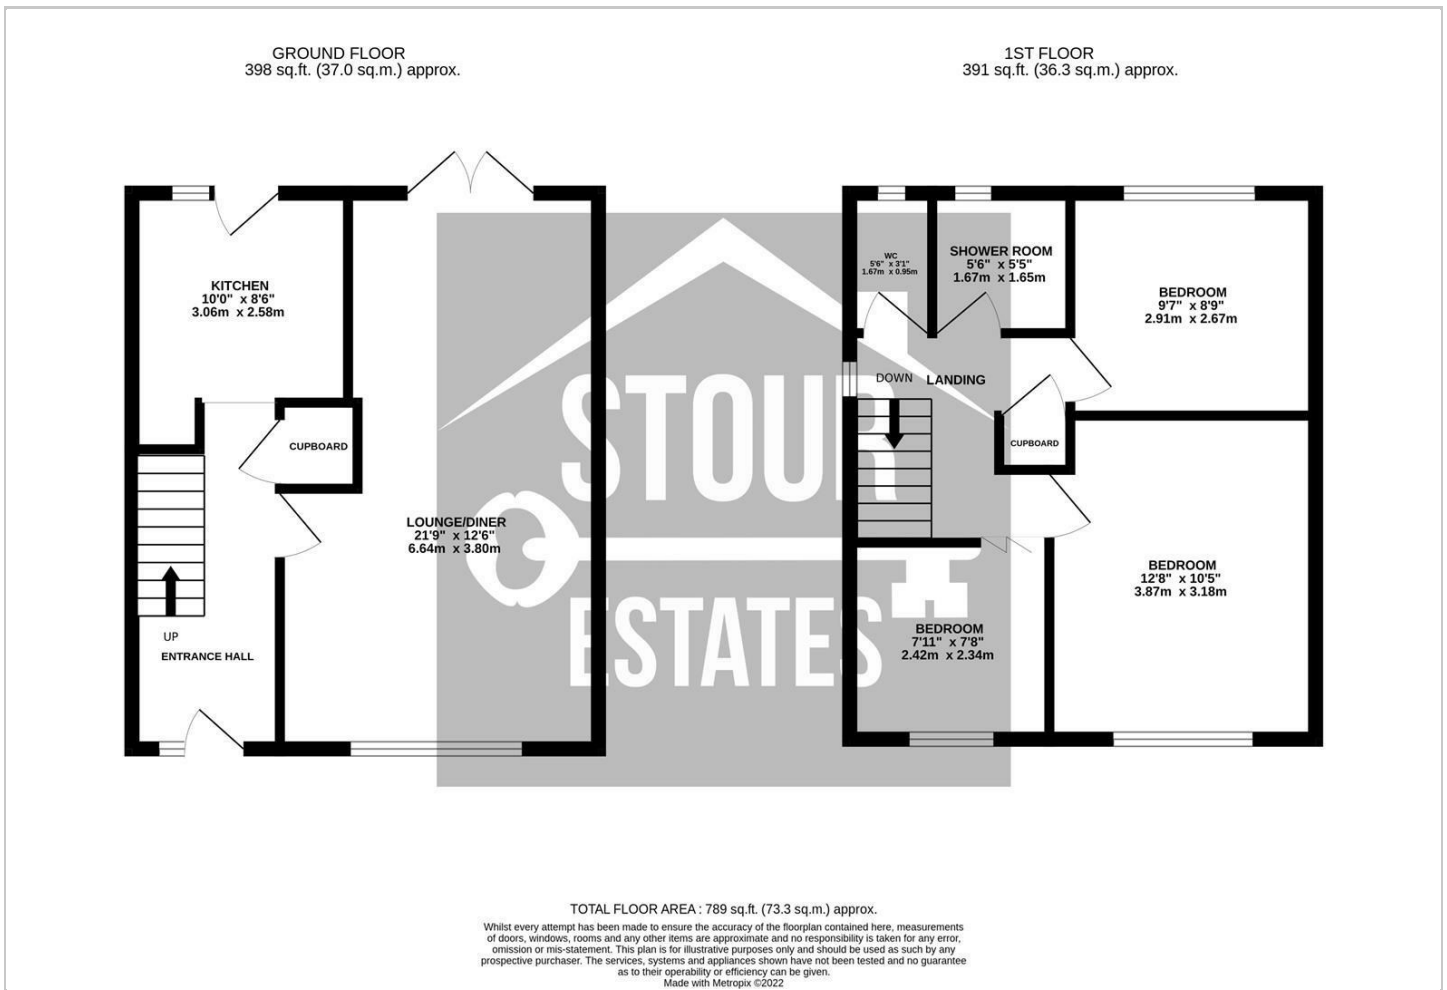 GROUND FLOOR
398 sq.ft. (37.0 sq.m.) approx.
1ST FLOOR
391 sq.ft. (36.3 sq.m.) approx.
KITCHEN
10'0" x 8'6"
3.06m x 2.58m
CUPBOARD
LOUNGE/DINER
21'9" x 12'6"
6.64m x 3.80m
UP
ENTRANCE HALL
WC
5'6" x 3'1"
1.67m x 0.95m
SHOWER ROOM
5'6" x 5'5"
1.67m x 1.65m
BEDROOM
9'7" x 8'9"
2.91m x 2.67m
DOWN
LANDING
CUPBOARD
BEDROOM
12'8" x 10'5"
3.87m x 3.18m
BEDROOM
7'11" x 7'8"
2.42m x 2.34m
STOUR
ESTATES
TOTAL FLOOR AREA : 789 sq.ft. (73.3 sq.m.) approx.
Whilst every attempt has been made to ensure the accuracy of the floorplan contained here, measurements
of doors, windows, rooms and any other items are approximate and no responsibility is taken for any error,
omission or mis-statement. This plan is for illustrative purposes only and should be used as such by any
prospective purchaser. The services, systems and appliances shown have not been tested and no guarantee
as to their operability or efficiency can be given.
Made with Metropix ©2022